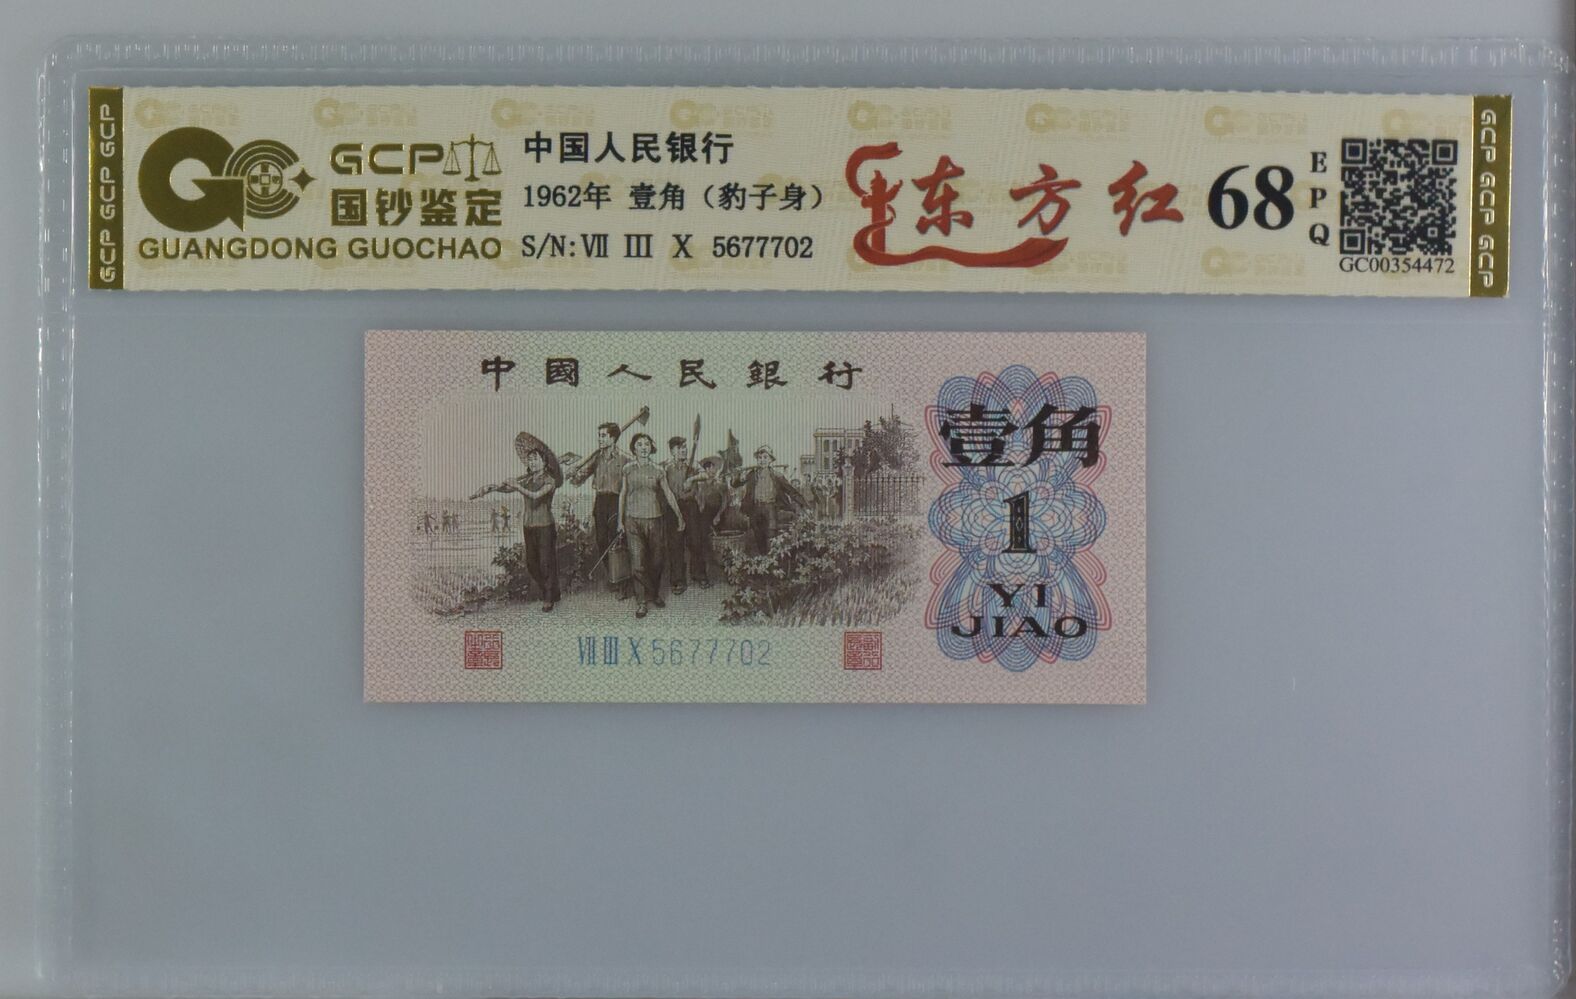 GCP GCP GCP
GCP
国钞鉴定
GUANGDONG GUOCHAO
中国人民银行
1962年 壹角（豹子身）
S/N: Ⅶ Ⅲ Ⅹ 5677702
东方红
68
EPQ
GC00354472
GCP GCP GCP
中國人民銀行
壹角
1
YI
JIAO
Ⅶ Ⅲ Ⅹ 5677702